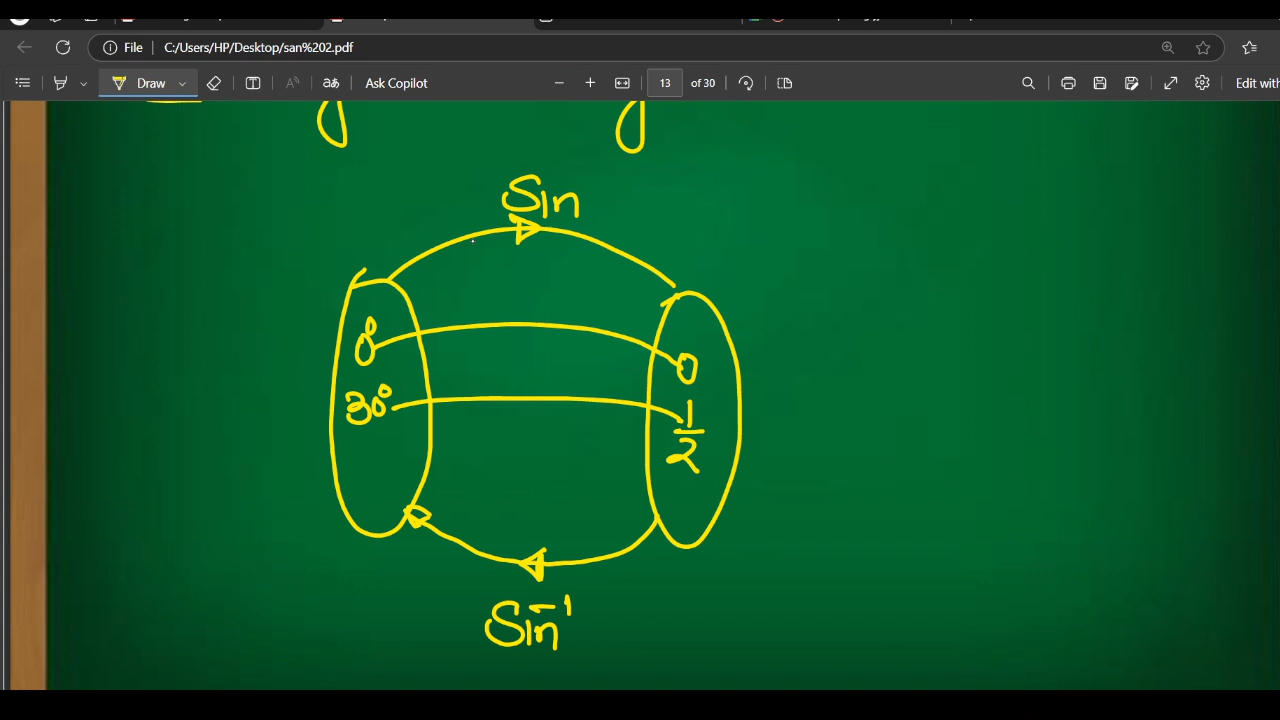 File | C:/Users/HP/Desktop/san%202.pdf
Draw Ask Copilot 13 of 30 Edit with
Sin
0° 0
30° 1/2
Sin⁻¹